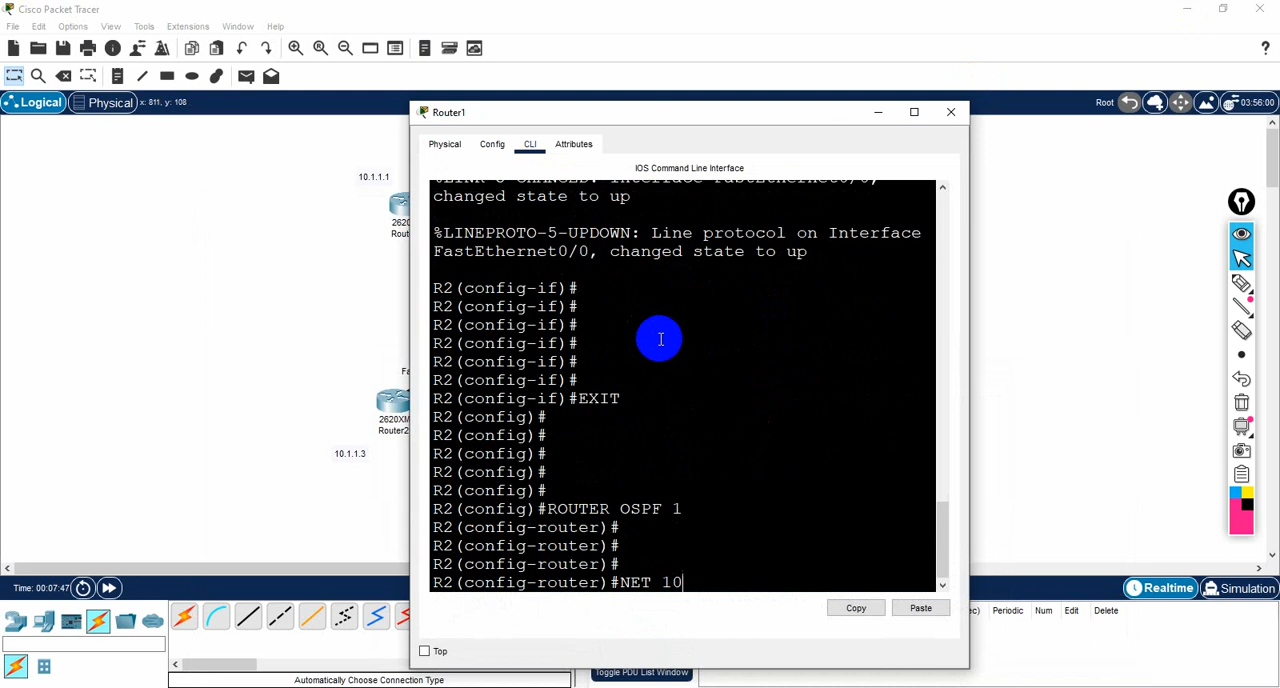 Cisco Packet Tracer
File Edit Options View Tools Extensions Window Help
Logical Physical x: 811, y: 108
Root 03:56:00
Router1
Physical Config CLI Attributes
IOS Command Line Interface
changed state to up
%LINEPROTO-5-UPDOWN: Line protocol on Interface
FastEthernet0/0, changed state to up
R2(config-if)#
R2(config-if)#
R2(config-if)#
R2(config-if)#
R2(config-if)#
R2(config-if)#
R2(config-if)#EXIT
R2(config)#
R2(config)#
R2(config)#
R2(config)#
R2(config)#
R2(config)#ROUTER OSPF 1
R2(config-router)#
R2(config-router)#
R2(config-router)#
R2(config-router)#NET 10
Copy Paste
Top
10.1.1.1
2620
Rout
Fa
2620XM
Router2
10.1.1.3
Time: 00:07:47
Realtime Simulation
Periodic Num Edit Delete
Automatically Choose Connection Type
Toggle PDU List Window